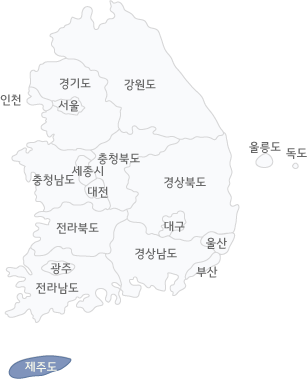 경기도
강원도
인천
서울
울릉도
독도
충청북도
세종시
충청남도
대전
경상북도
전라북도
대구
울산
경상남도
광주
부산
전라남도
제주도